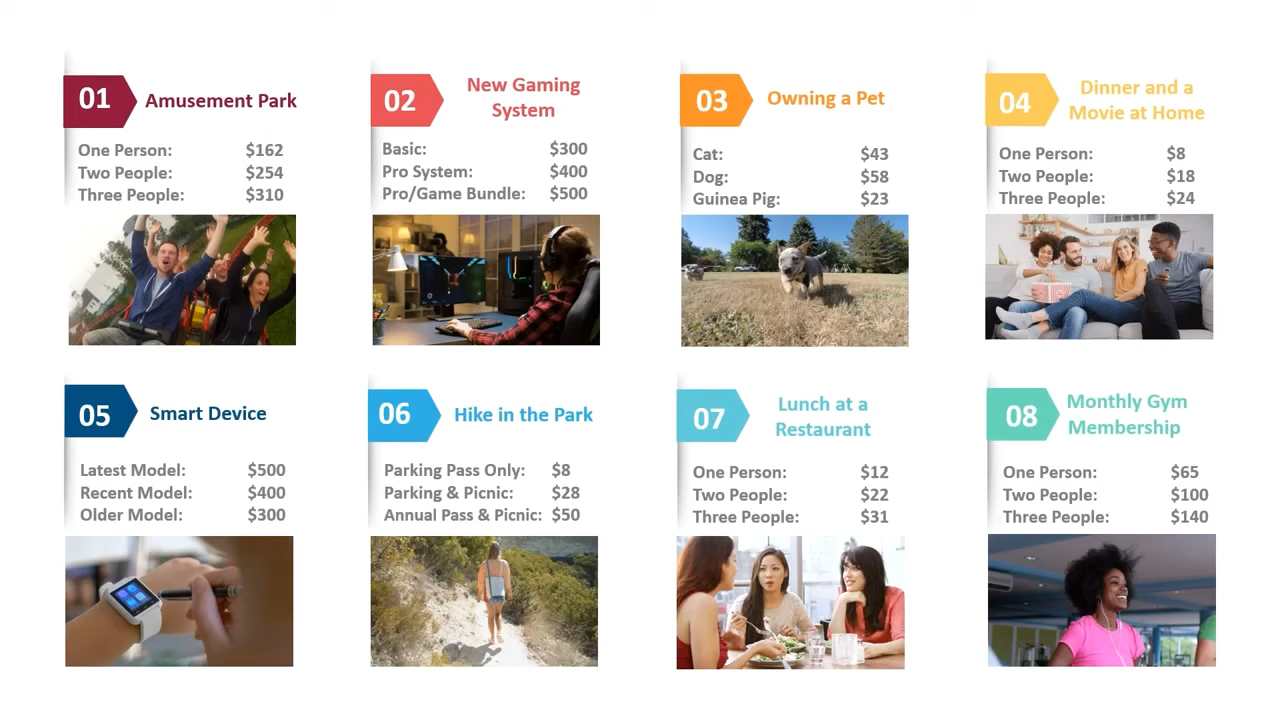 01
Amusement Park
One Person: $162
Two People: $254
Three People: $310
02
New Gaming
System
Basic: $300
Pro System: $400
Pro/Game Bundle: $500
03
Owning a Pet
Cat: $43
Dog: $58
Guinea Pig: $23
04
Dinner and a
Movie at Home
One Person: $8
Two People: $18
Three People: $24
05
Smart Device
Latest Model: $500
Recent Model: $400
Older Model: $300
06
Hike in the Park
Parking Pass Only: $8
Parking & Picnic: $28
Annual Pass & Picnic: $50
07
Lunch at a
Restaurant
One Person: $12
Two People: $22
Three People: $31
08
Monthly Gym
Membership
One Person: $65
Two People: $100
Three People: $140